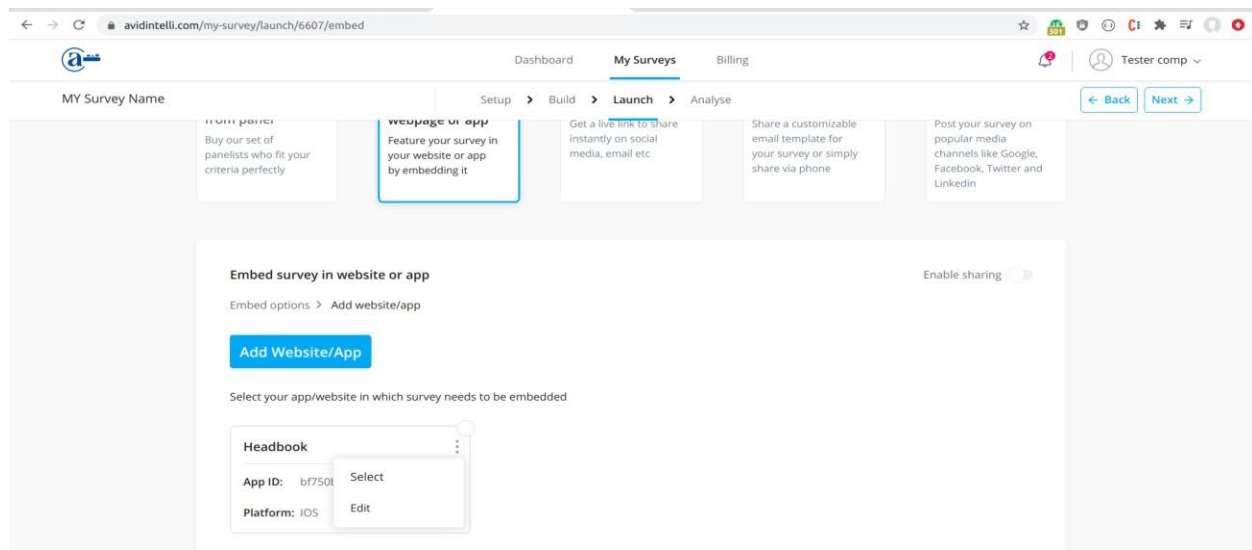 avidintelli.com/my-survey/launch/6607/embed
301
a
Dashboard My Surveys Billing
2
Tester comp
MY Survey Name
Setup > Build > Launch > Analyse
← Back Next →
from panel
Buy our set of
panelists who fit your
criteria perfectly
webpage or app
Feature your survey in
your website or app
by embedding it
Get a live link to share
instantly on social
media, email etc
Share a customizable
email template for
your survey or simply
share via phone
Post your survey on
popular media
channels like Google,
Facebook, Twitter and
Linkedin
Embed survey in website or app
Enable sharing
Embed options > Add website/app
Add Website/App
Select your app/website in which survey needs to be embedded
Headbook
App ID: bf750
Platform: IOS
Select
Edit